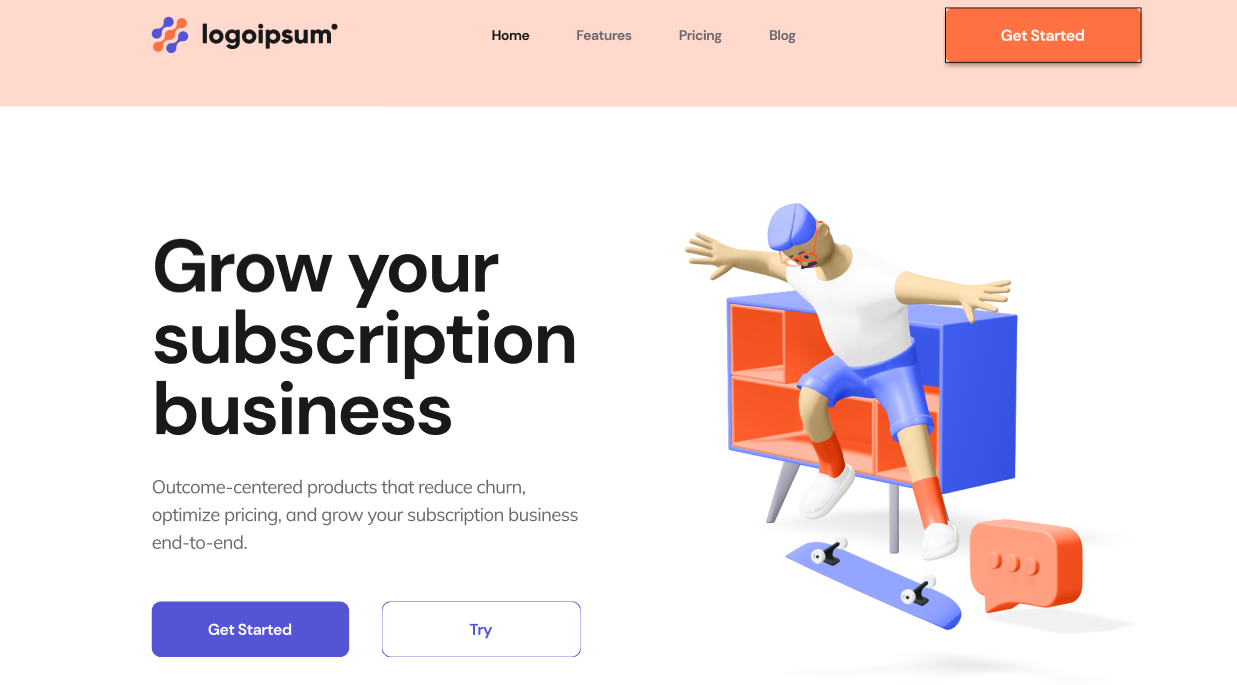 logoipsum
Home
Features
Pricing
Blog
Get Started
Grow your
subscription
business
Outcome-centered products that reduce churn,
optimize pricing, and grow your subscription business
end-to-end.
Get Started
Try